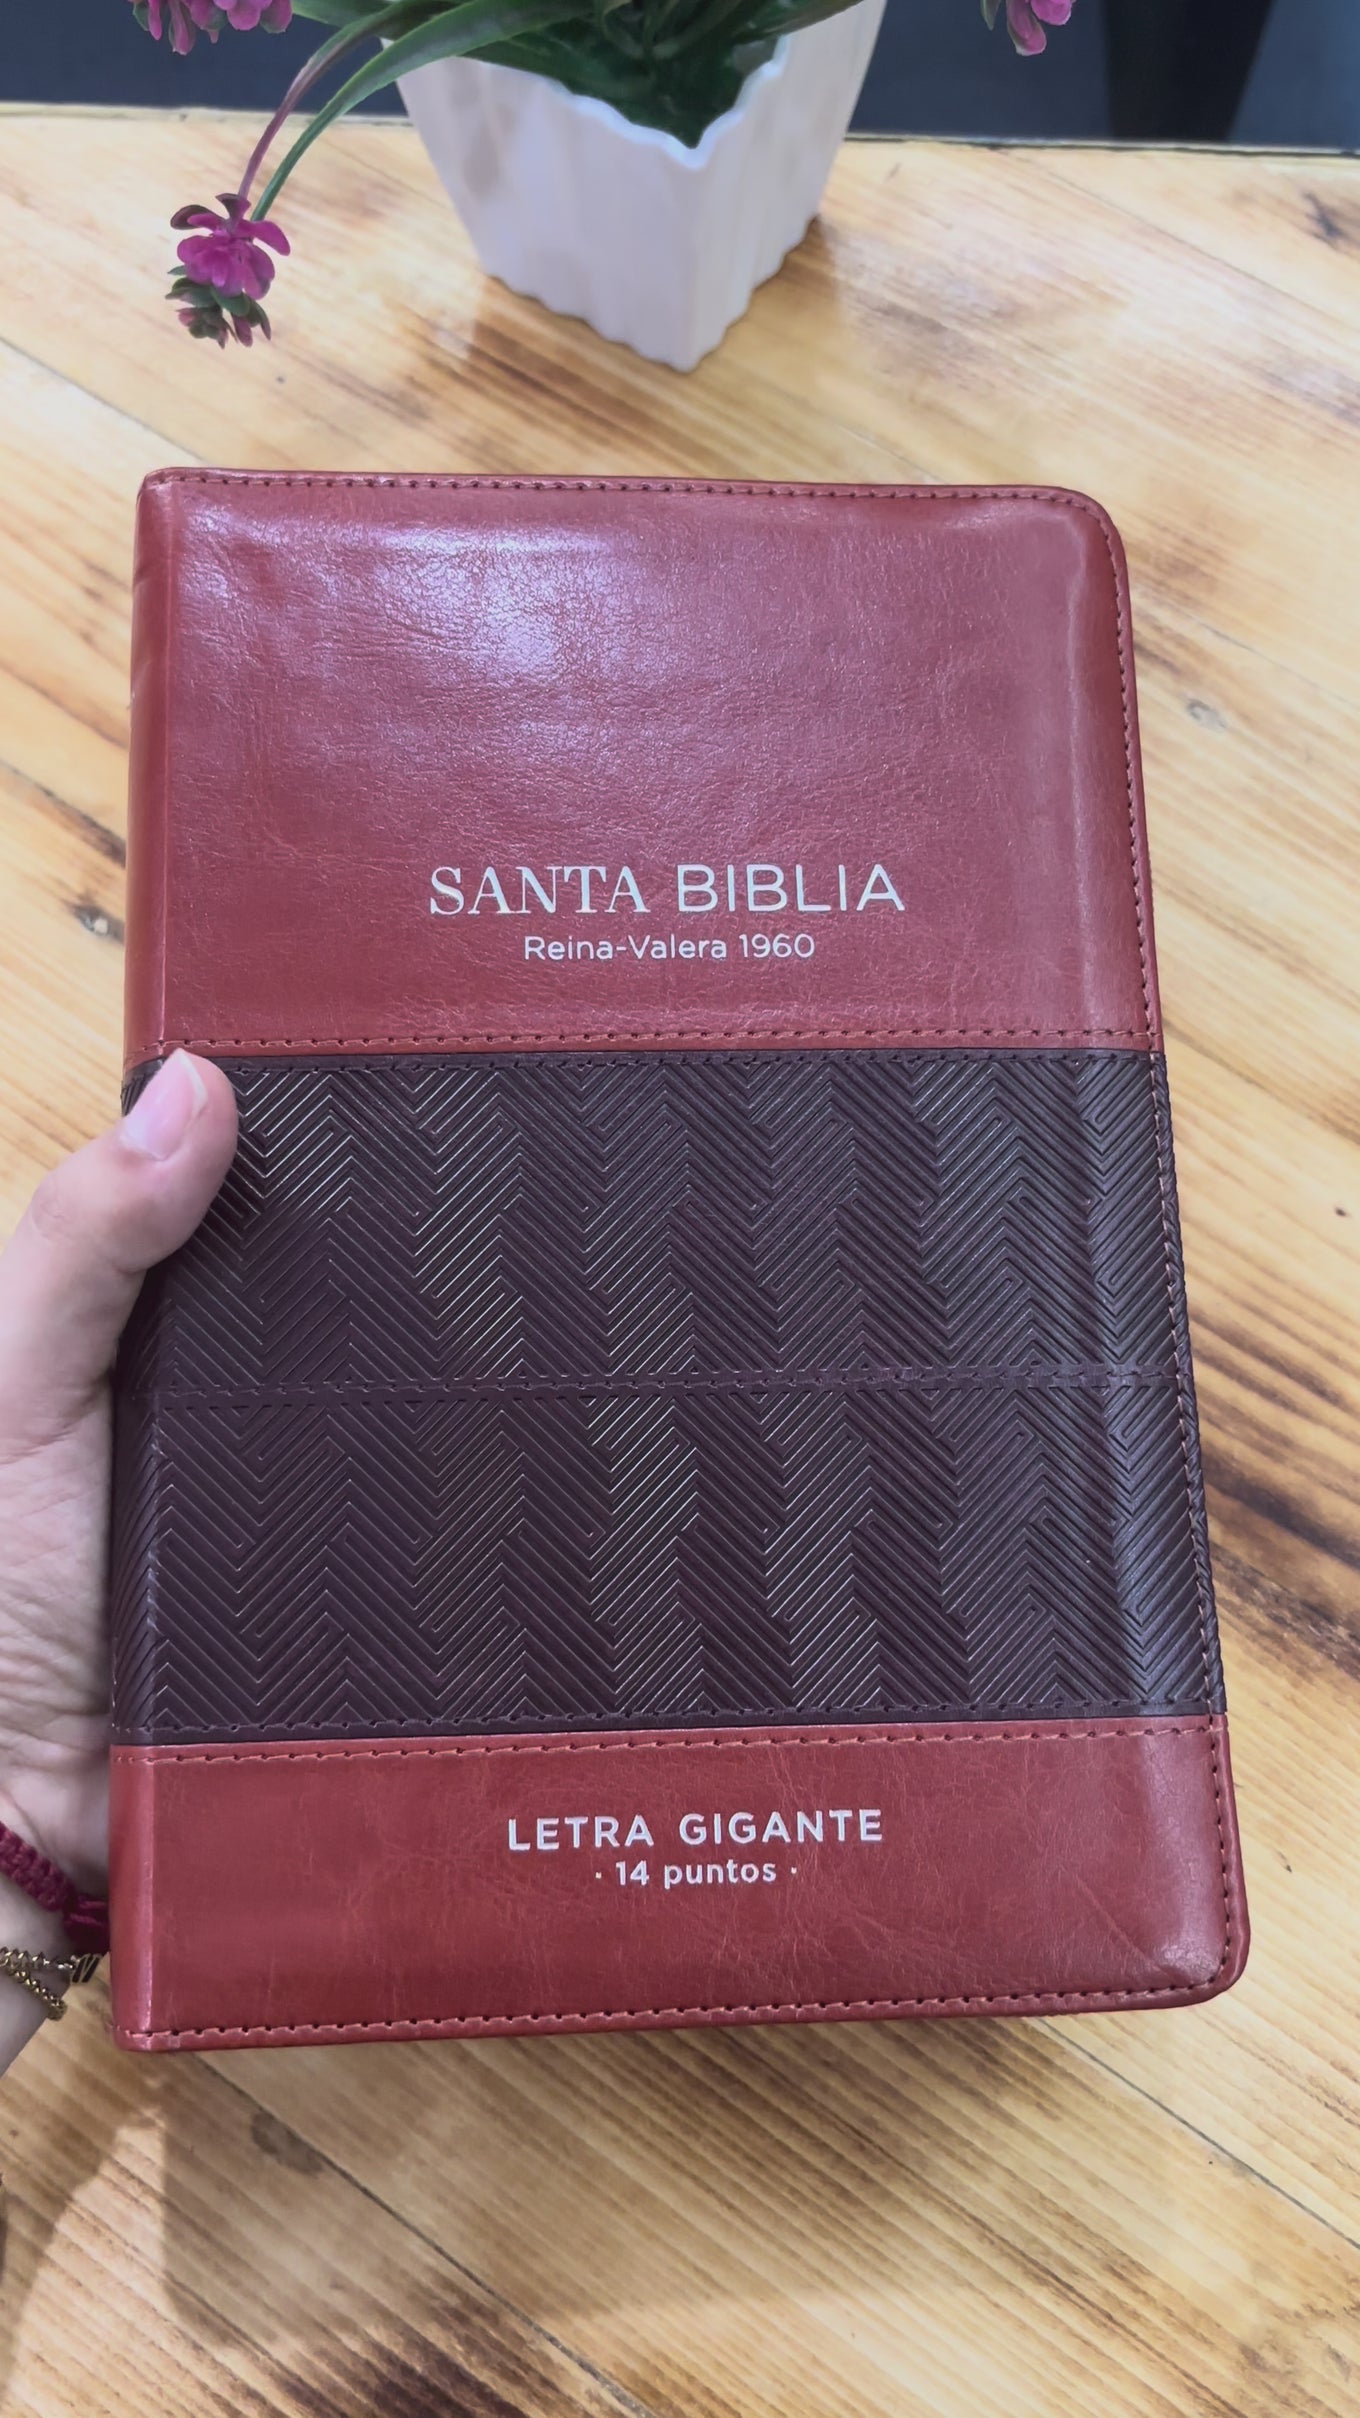 SANTA BIBLIA
Reina-Valera 1960
LETRA GIGANTE
· 14 puntos ·